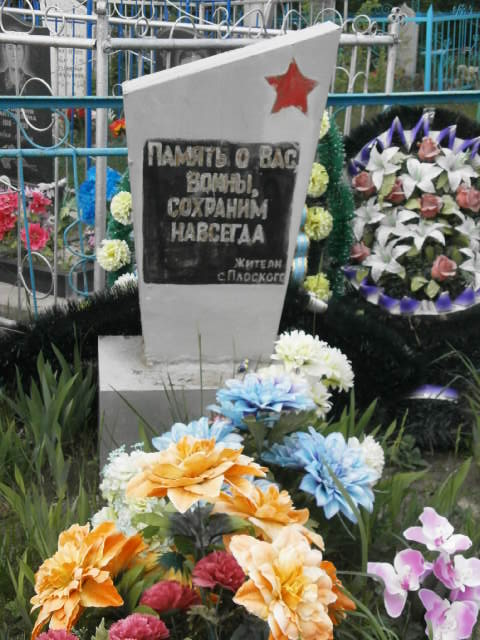 ПАМЯТЬ О ВАС
ВОИНЫ,
СОХРАНИМ
НАВСЕГДА
ЖИТЕЛИ
С. ПЛОСКОГО